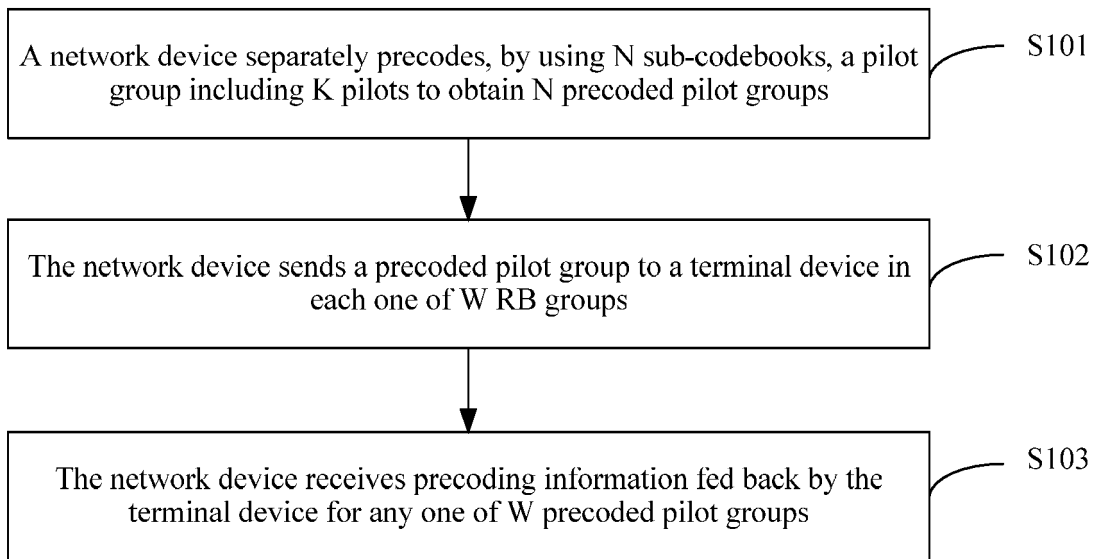 A network device separately precodes, by using N sub-codebooks, a pilot
group including K pilots to obtain N precoded pilot groups
S101
The network device sends a precoded pilot group to a terminal device in
each one of W RB groups
S102
The network device receives precoding information fed back by the
terminal device for any one of W precoded pilot groups
S103